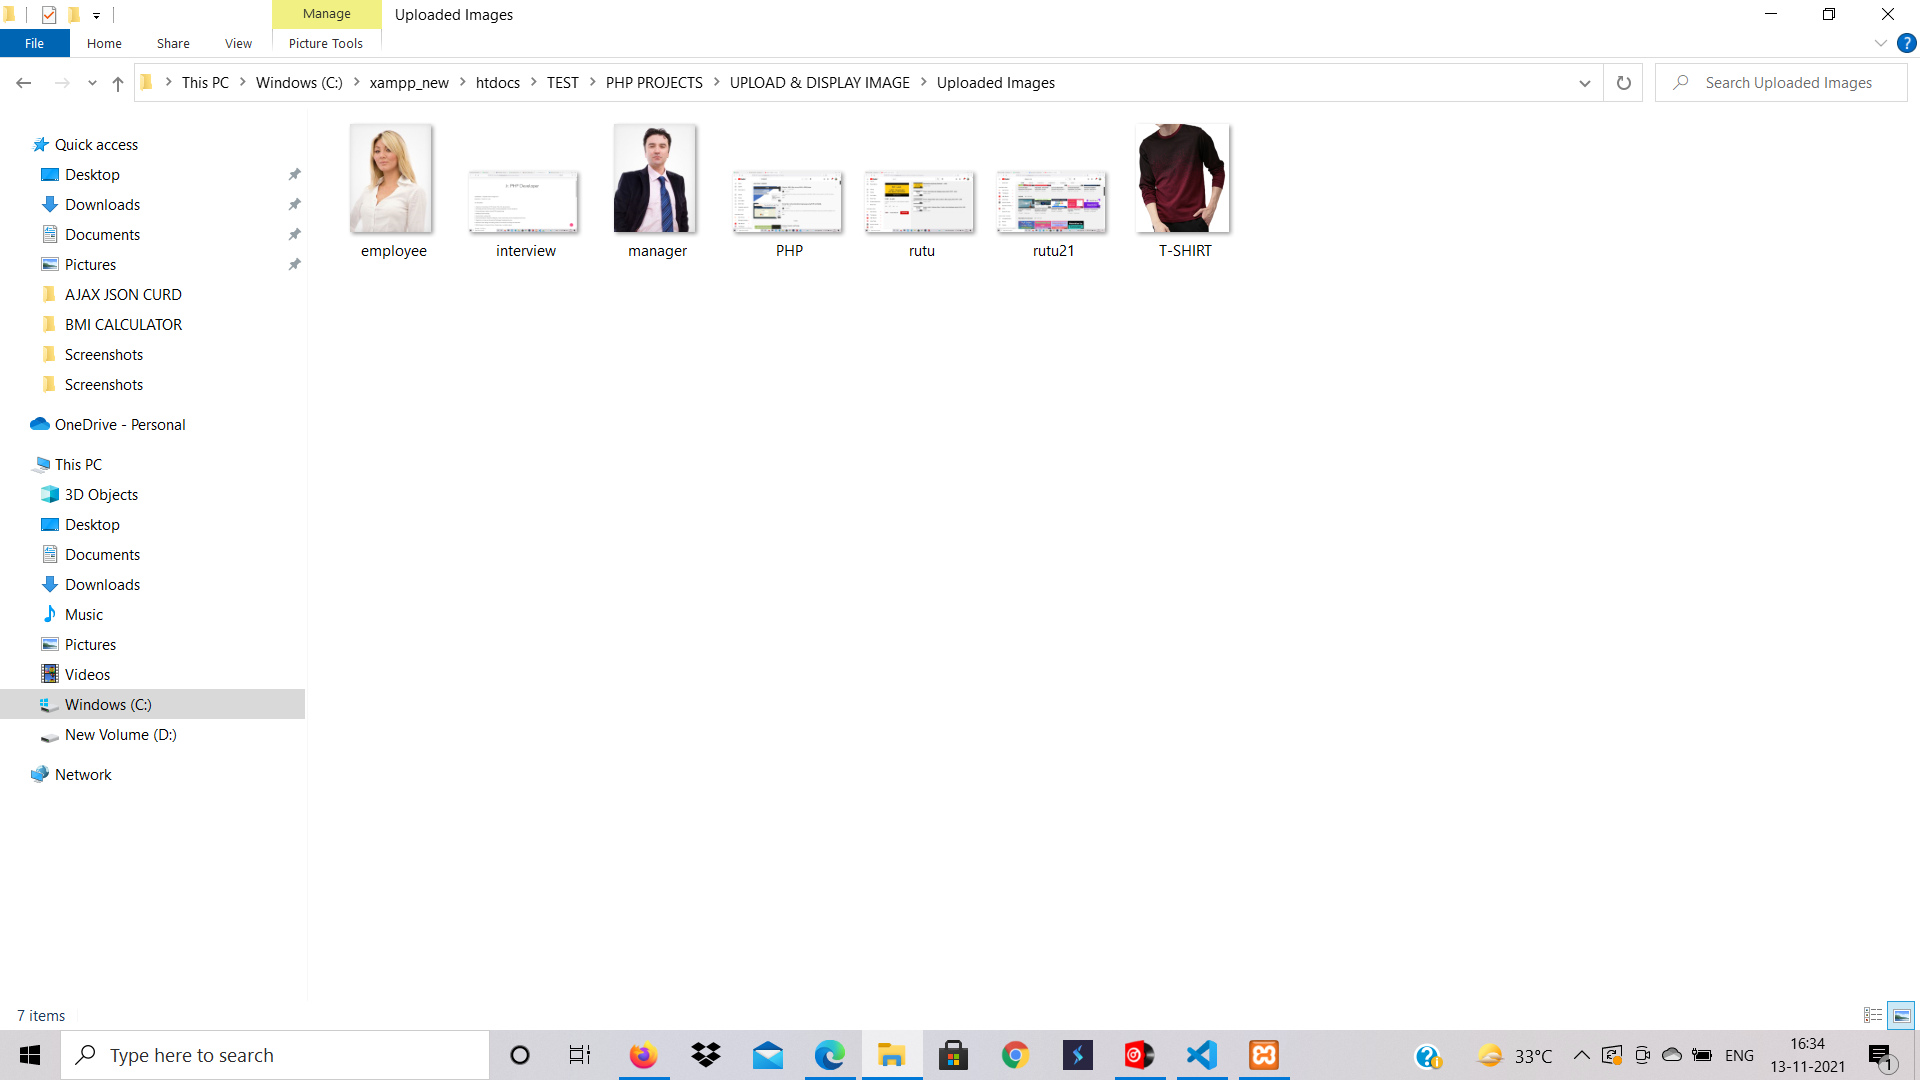 Manage
Uploaded Images
File
Home
Share
View
Picture Tools
This PC
Windows (C:)
xampp_new
htdocs
TEST
PHP PROJECTS
UPLOAD & DISPLAY IMAGE
Uploaded Images
Search Uploaded Images
Quick access
Desktop
Downloads
Documents
Pictures
AJAX JSON CURD
BMI CALCULATOR
Screenshots
Screenshots
OneDrive - Personal
This PC
3D Objects
Desktop
Documents
Downloads
Music
Pictures
Videos
Windows (C:)
New Volume (D:)
Network
PHP Developer
employee
interview
manager
PHP
rutu
rutu21
T-SHIRT
7 items
Type here to search
33°C
ENG
16:34
13-11-2021
1